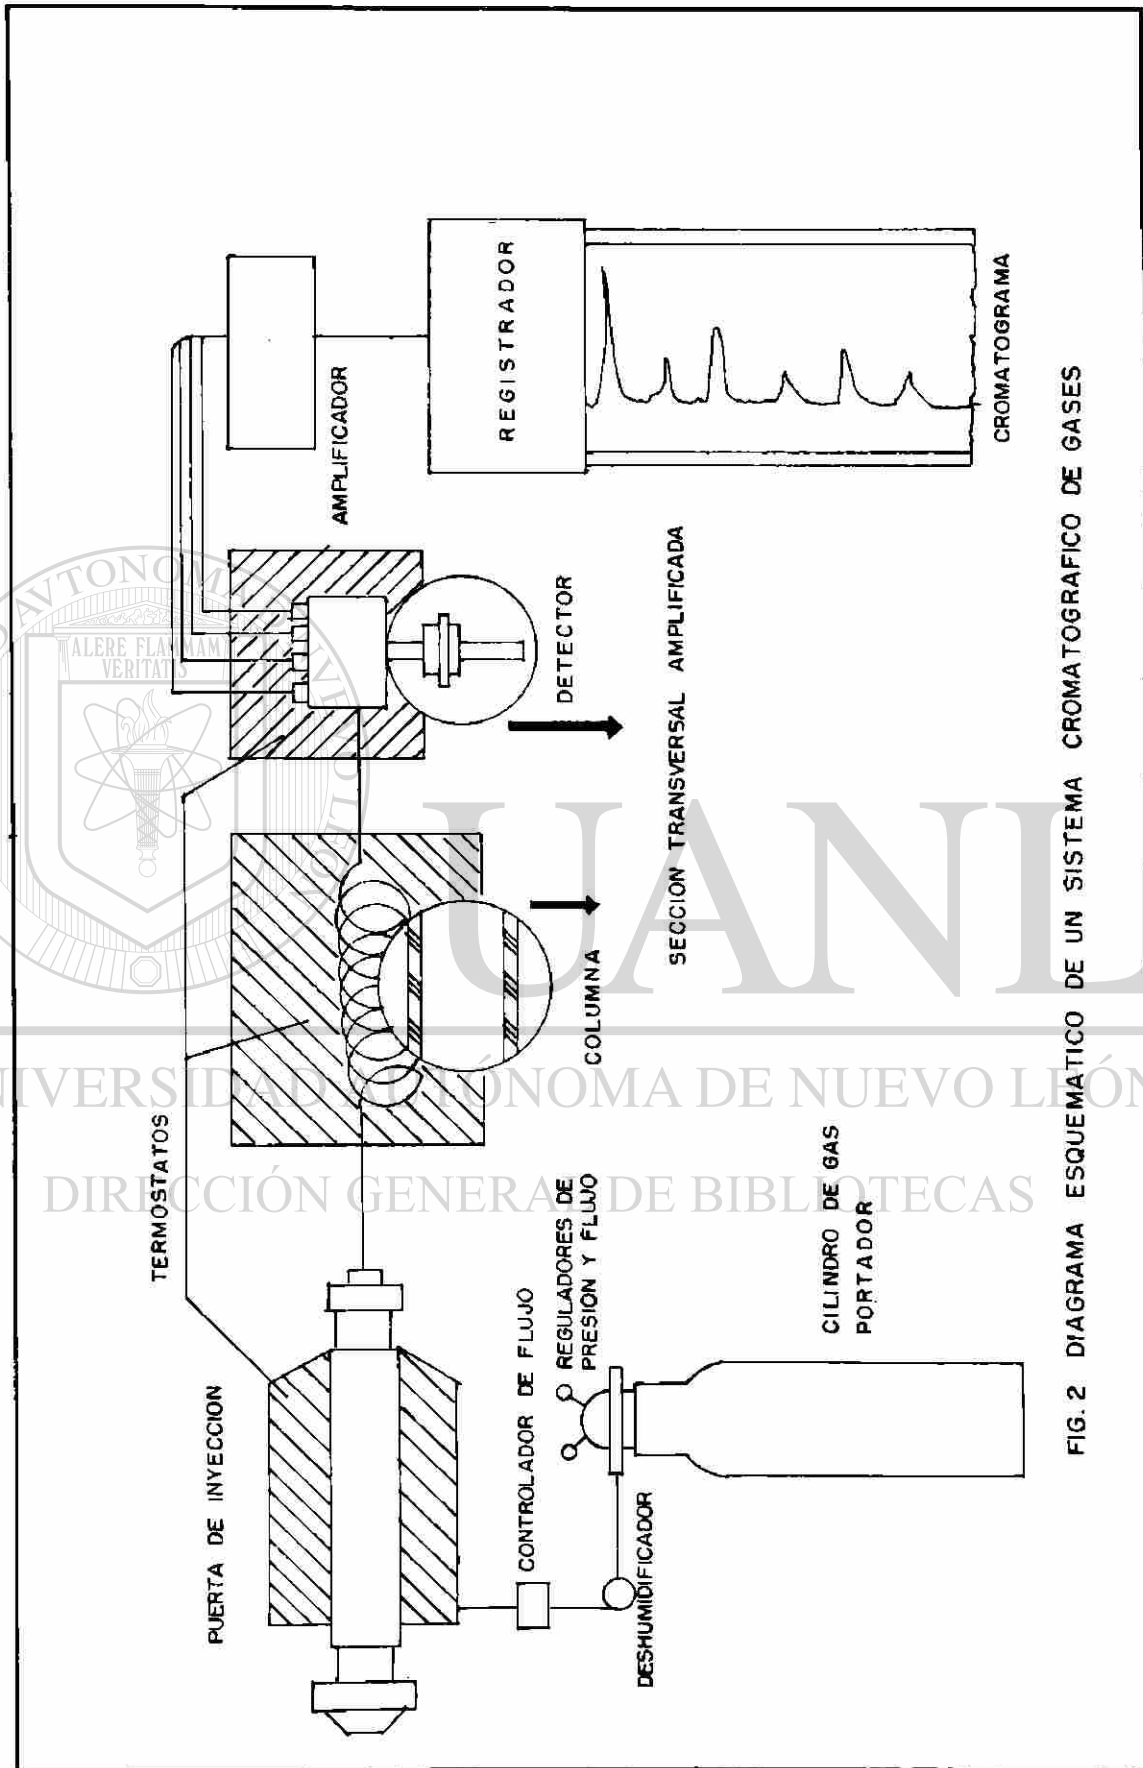 PUERTA DE INYECCION
TERMOSTATOS
AMPLIFICADOR
REGISTRADOR
CONTROLADOR DE FLUJO
REGULADORES DE
PRESION Y FLUJO
DESHUMIDIFICADOR
COLUMNA
DETECTOR
SECCION TRANSVERSAL AMPLIFICADA
CILINDRO DE GAS
PORTADOR
CROMATOGRAMA
FIG. 2 DIAGRAMA ESQUEMATICO DE UN SISTEMA CROMATOGRAFICO DE GASES
ALERE FLAMMAM
VERITATIS
UANL
UNIVERSIDAD AUTÓNOMA DE NUEVO LEÓN
DIRECCIÓN GENERAL DE BIBLIOTECAS